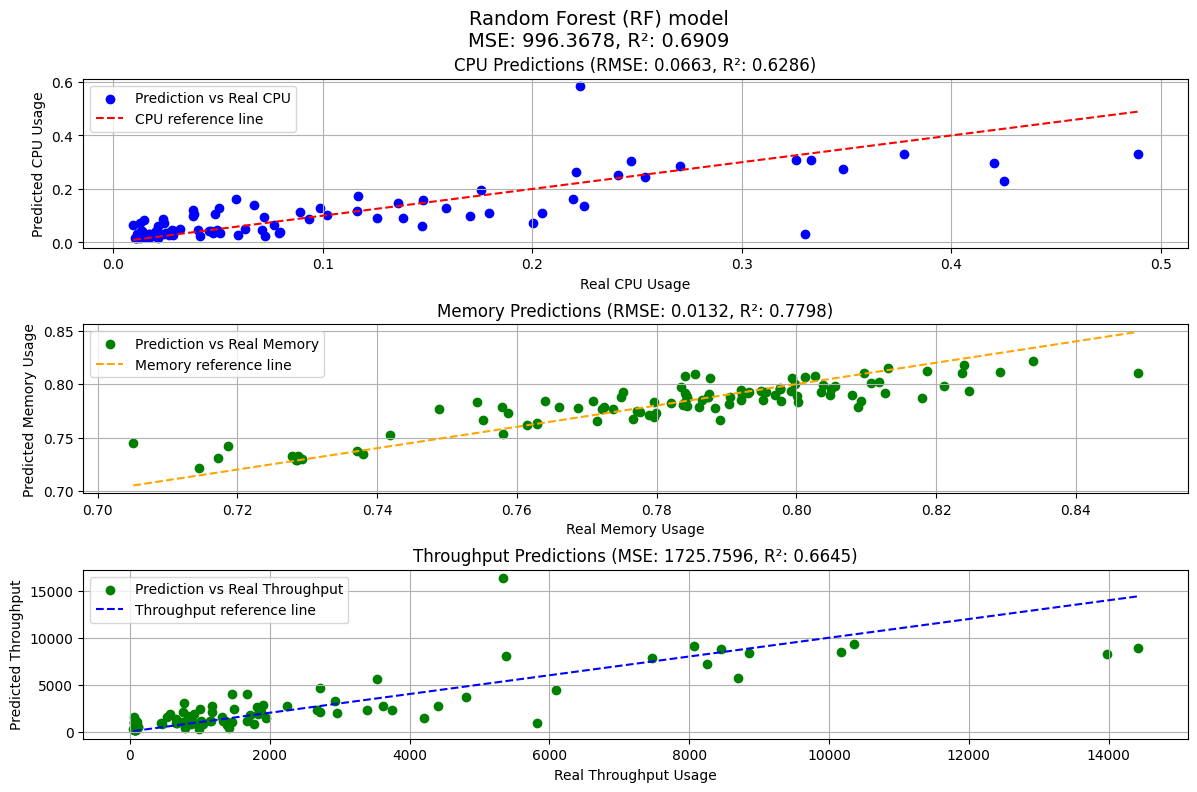 Random Forest (RF) model
MSE: 996.3678, R²: 0.6909
CPU Predictions (RMSE: 0.0663, R²: 0.6286)
Predicted CPU Usage
0.6
0.4
0.2
0.0
Prediction vs Real CPU
CPU reference line
0.0 0.1 0.2 0.3 0.4 0.5
Real CPU Usage
Memory Predictions (RMSE: 0.0132, R²: 0.7798)
Predicted Memory Usage
0.85
0.80
0.75
0.70
Prediction vs Real Memory
Memory reference line
0.70 0.72 0.74 0.76 0.78 0.80 0.82 0.84
Real Memory Usage
Throughput Predictions (MSE: 1725.7596, R²: 0.6645)
Predicted Throughput
15000
10000
5000
0
Prediction vs Real Throughput
Throughput reference line
0 2000 4000 6000 8000 10000 12000 14000
Real Throughput Usage